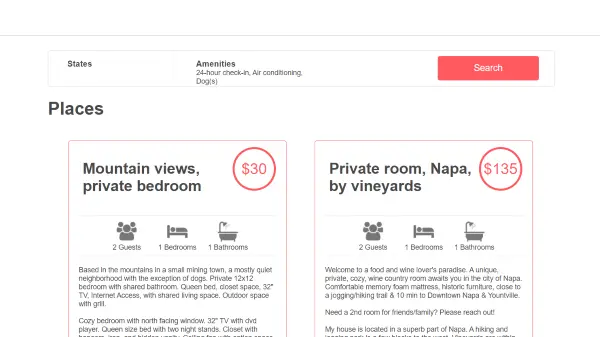 States
Amenities
24-hour check-in, Air conditioning,
Dog(s)
Search
Places
Mountain views,
private bedroom
$30
2 Guests
1 Bedrooms
1 Bathrooms
Based in the mountains in a small mining town, a mostly quiet
neighborhood with the exception of dogs. Private 12x12
bedroom with shared bathroom. Queen bed, closet space, 32"
TV, Internet Access, with shared living space. Outdoor space
with grill.
Cozy bedroom with north facing window. 32" TV with dvd
player. Queen size bed with two night stands. Closet with
Private room, Napa,
by vineyards
$135
2 Guests
1 Bedrooms
1 Bathrooms
Welcome to a food and wine lover's paradise. A unique,
private, cozy, wine country room awaits you in the city of Napa.
Comfortable memory foam mattress, historic furniture, close to
a jogging/hiking trail & 10 min to Downtown Napa & Yountville.
Need a 2nd room for friends/family? Please reach out!
My house is located in a superb part of Napa. A hiking and